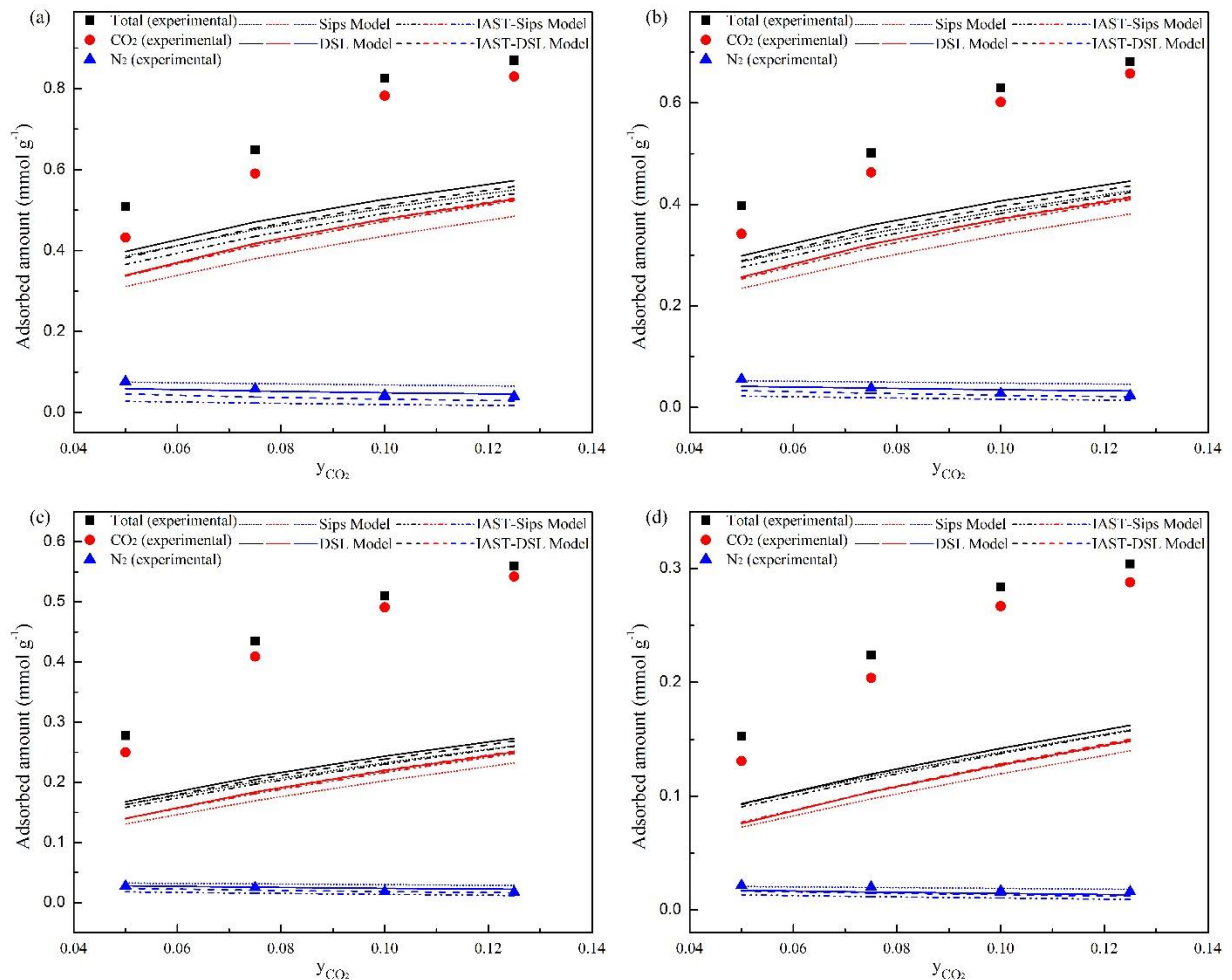 (a)
Total (experimental) Sips Model IAST-Sips Model
CO₂ (experimental) DSL Model IAST-DSL Model
N₂ (experimental)
0.8
0.6
0.4
0.2
0.0
Adsorbed amount (mmol g⁻¹)
0.04 0.06 0.08 0.10 0.12 0.14
y_CO₂
(b)
Total (experimental) Sips Model IAST-Sips Model
CO₂ (experimental) DSL Model IAST-DSL Model
N₂ (experimental)
0.6
0.4
0.2
0.0
Adsorbed amount (mmol g⁻¹)
0.04 0.06 0.08 0.10 0.12 0.14
y_CO₂
(c)
Total (experimental) Sips Model IAST-Sips Model
CO₂ (experimental) DSL Model IAST-DSL Model
N₂ (experimental)
0.6
0.5
0.4
0.3
0.2
0.1
0.0
Adsorbed amount (mmol g⁻¹)
0.04 0.06 0.08 0.10 0.12 0.14
y_CO₂
(d)
Total (experimental) Sips Model IAST-Sips Model
CO₂ (experimental) DSL Model IAST-DSL Model
N₂ (experimental)
0.3
0.2
0.1
0.0
Adsorbed amount (mmol g⁻¹)
0.04 0.06 0.08 0.10 0.12 0.14
y_CO₂